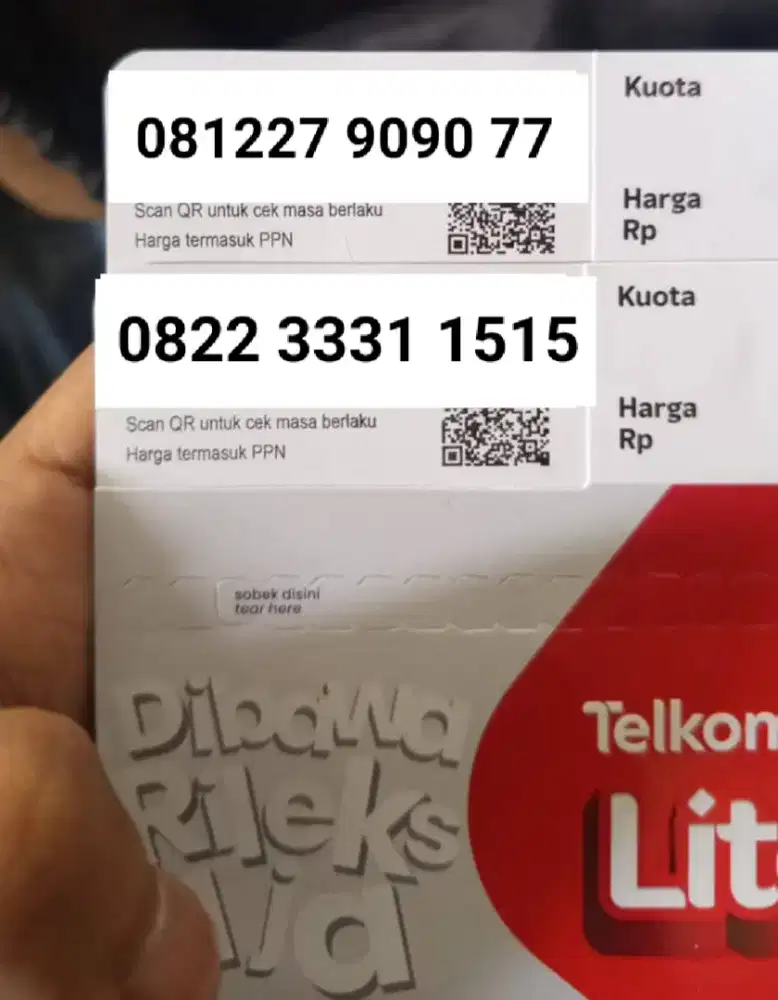 081227 9090 77
Scan QR untuk cek masa berlaku
Harga termasuk PPN
Kuota
Harga
Rp
0822 3331 1515
Scan QR untuk cek masa berlaku
Harga termasuk PPN
Kuota
Harga
Rp
sobek disini
tear here
Dibawa
Rileks
Aja
Telkom
Lit